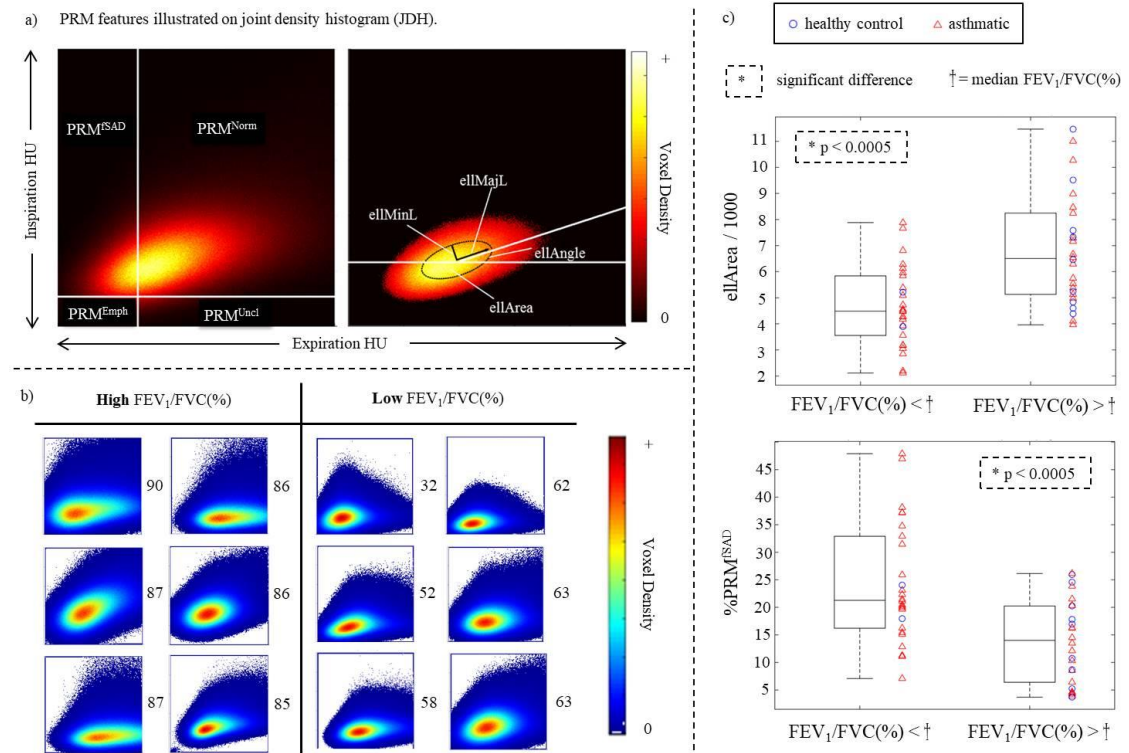 a) PRM features illustrated on joint density histogram (JDH).
Inspiration HU
PRM^fSAD
PRM^Norm
PRM^Emph
PRM^Uncl
ellMajL
ellMinL
ellAngle
ellArea
+
Voxel Density
0
Expiration HU
b)
High FEV₁/FVC(%)
Low FEV₁/FVC(%)
90
86
32
62
87
86
52
63
87
85
58
63
+
Voxel Density
0
c)
healthy control
asthmatic
* significant difference
† = median FEV₁/FVC(%)
* p < 0.0005
ellArea / 1000
11
10
9
8
7
6
5
4
3
2
FEV₁/FVC(%) < †
FEV₁/FVC(%) > †
* p < 0.0005
%PRM^fSAD
45
40
35
30
25
20
15
10
5
FEV₁/FVC(%) < †
FEV₁/FVC(%) > †